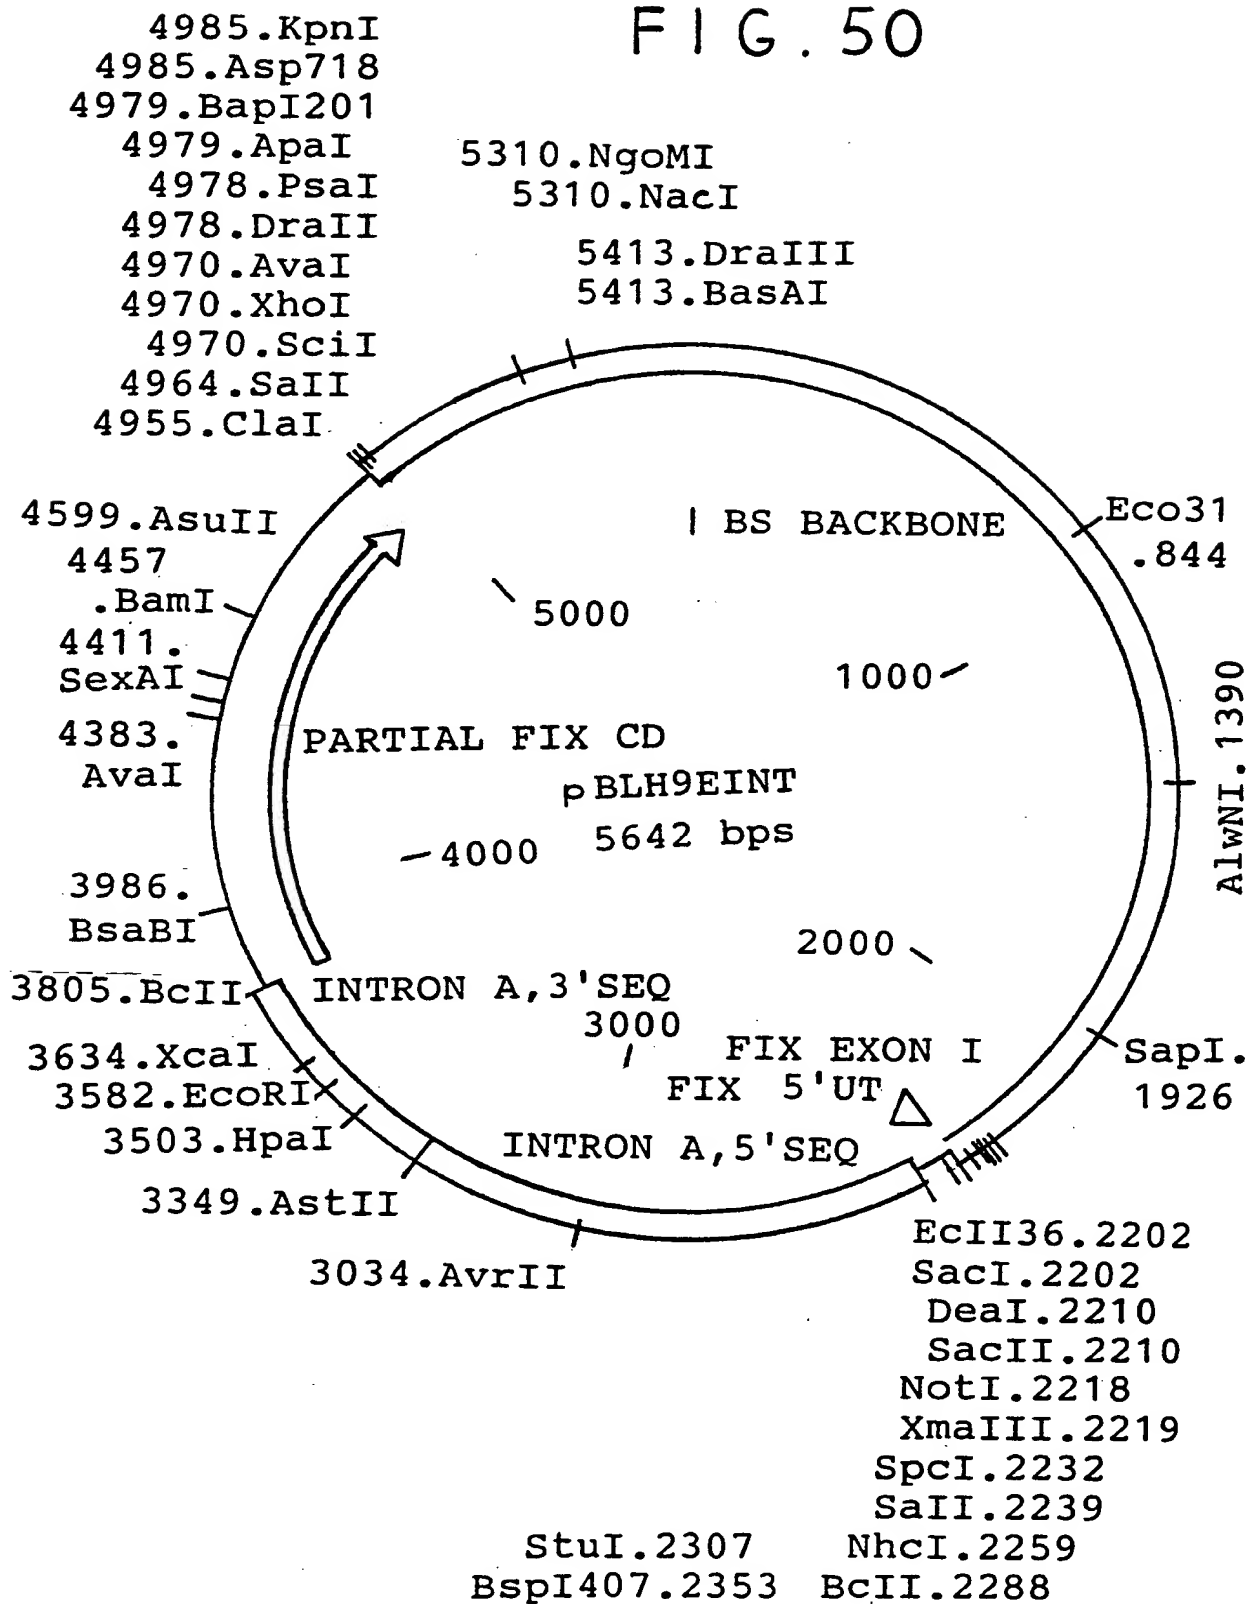 FIG. 50
4985.KpnI
4985.Asp718
4979.BapI201
4979.ApaI
4978.PsaI
4978.DraII
4970.AvaI
4970.XhoI
4970.SciI
4964.SaII
4955.ClaI
5310.NgoMI
5310.NacI
5413.DraIII
5413.BasAI
4599.AsuII
4457
.BamI
4411.
SexAI
4383.
AvaI
3986.
BsaBI
3805.BcII
3634.XcaI
3582.EcoRI
3503.HpaI
3349.AstII
3034.AvrII
| BS BACKBONE
5000
1000
PARTIAL FIX CD
pBLH9EINT
5642 bps
4000
2000
INTRON A,3'SEQ
3000
FIX EXON I
FIX 5'UT
INTRON A,5'SEQ
Eco31
.844
AlwNI.1390
SapI.
1926
EcII36.2202
SacI.2202
DeaI.2210
SacII.2210
NotI.2218
XmaIII.2219
SpcI.2232
SaII.2239
NhcI.2259
BcII.2288
StuI.2307
BspI407.2353